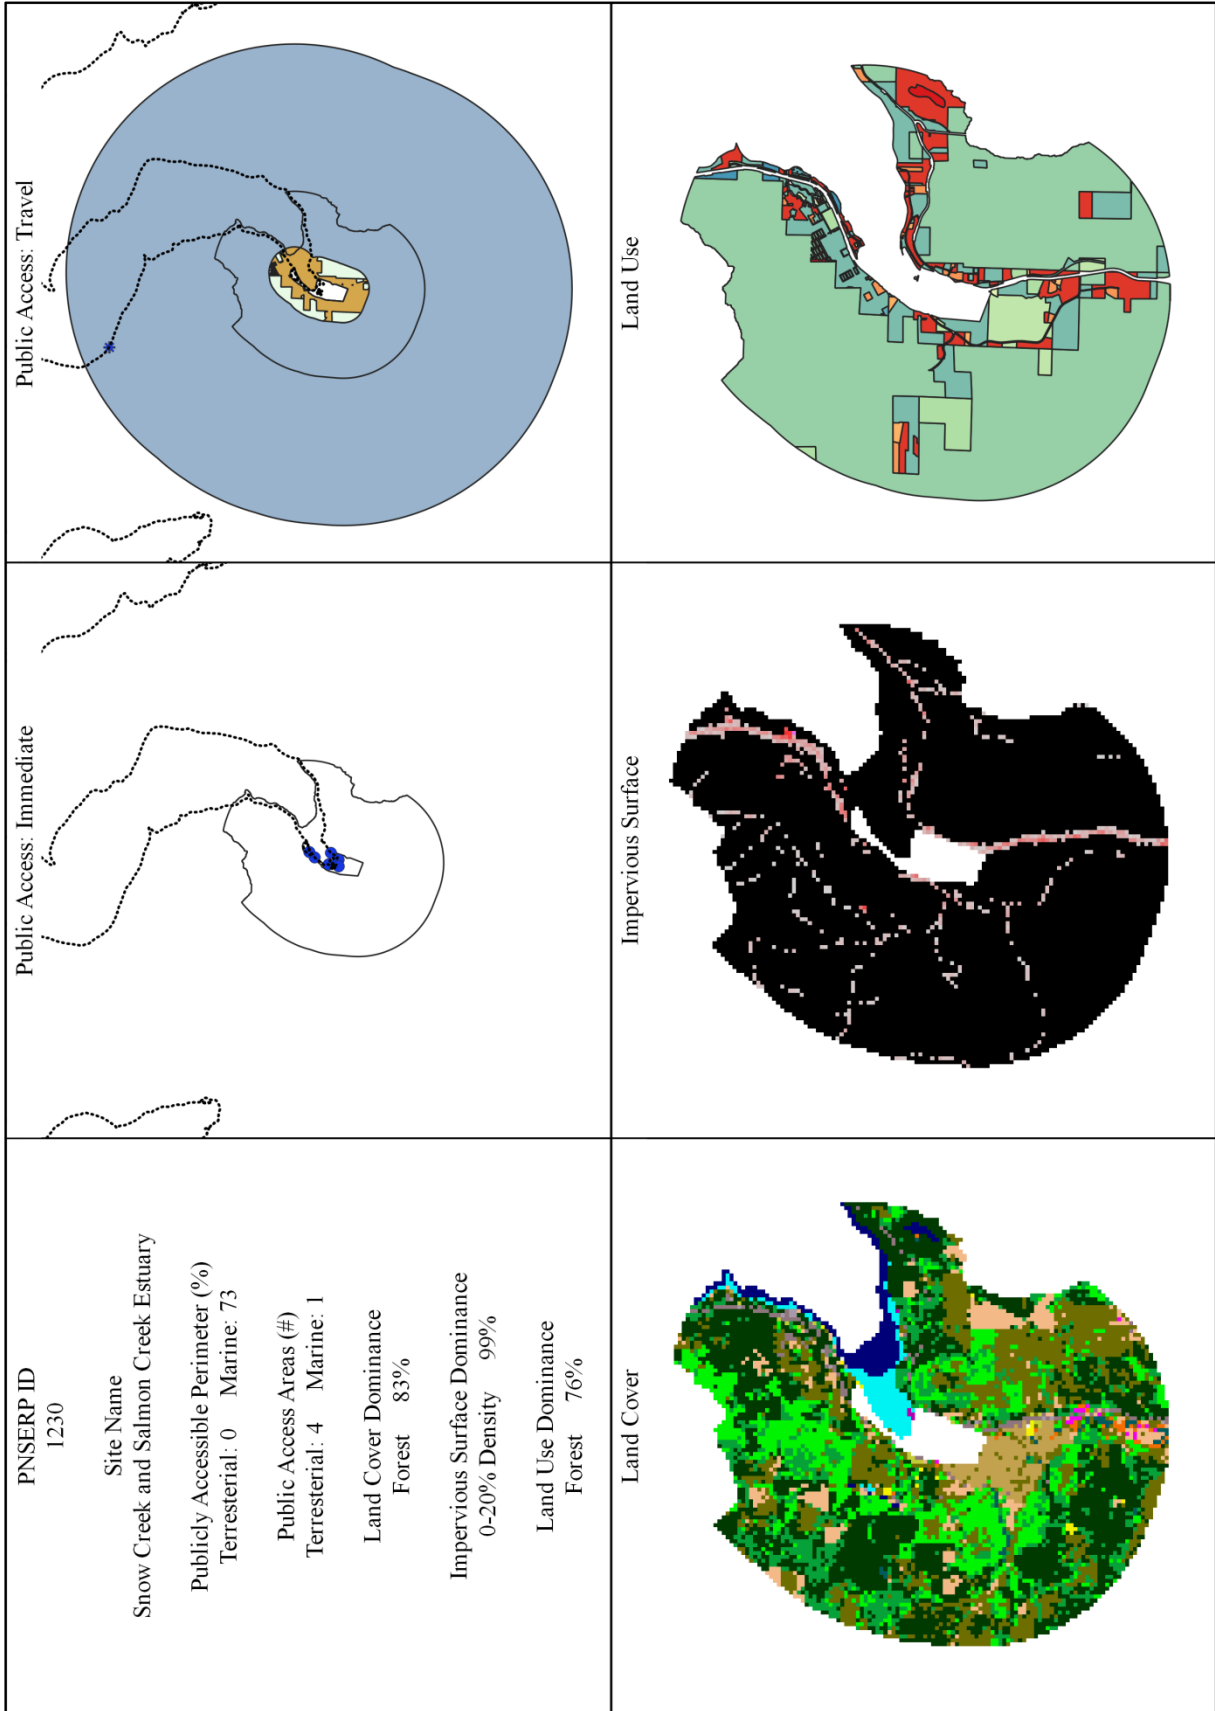 PNSERP ID
1230
Site Name
Snow Creek and Salmon Creek Estuary
Publicly Accessible Perimeter (%)
Terresterial: 0 Marine: 73
Public Access Areas (#)
Terresterial: 4 Marine: 1
Land Cover Dominance
Forest 83%
Impervious Surface Dominance
0-20% Density 99%
Land Use Dominance
Forest 76%
Public Access: Immediate
Public Access: Travel
Land Cover
Impervious Surface
Land Use